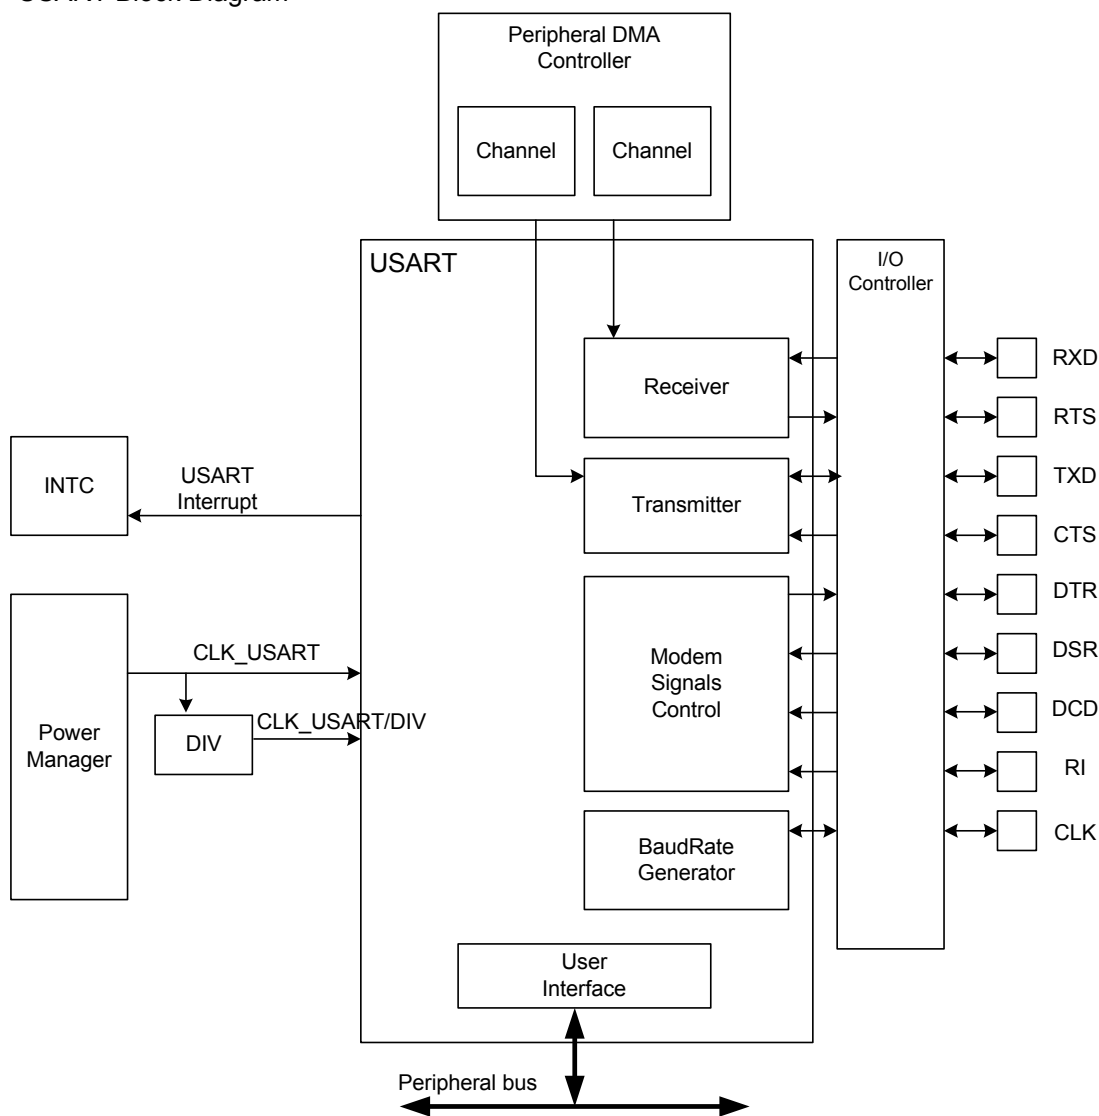 USART Block Diagram
Peripheral DMA
Controller
Channel
Channel
USART
I/O
Controller
Receiver
RXD
RTS
INTC
USART
Interrupt
Transmitter
TXD
CTS
DTR
CLK_USART
Modem
Signals
Control
DSR
Power
Manager
DIV
CLK_USART/DIV
DCD
RI
BaudRate
Generator
CLK
User
Interface
Peripheral bus